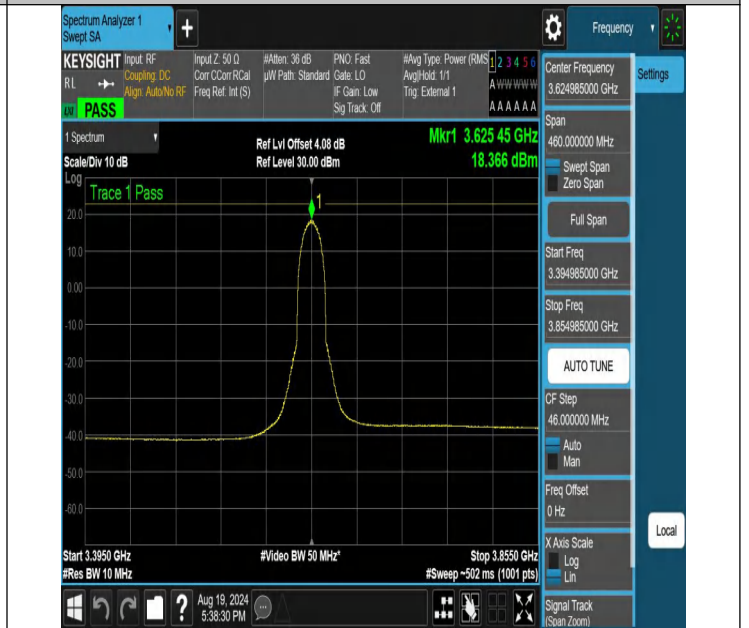 Spectrum Analyzer 1
Swept SA
+
Frequency
KEYSIGHT
RL
PASS
Input: RF
Coupling: DC
Align: Auto/No RF
Input Z: 50 Ω
Corr CCorr RCal
Freq Ref: Int (S)
#Atten: 36 dB
µW Path: Standard
PNO: Fast
Gate: LO
IF Gain: Low
Sig Track: Off
#Avg Type: Power (RMS
Avg|Hold: 1/1
Trig: External 1
1 2 3 4 5 6
A W W W W W
A A A A A A
Settings
1 Spectrum
Scale/Div 10 dB
Ref Lvl Offset 4.08 dB
Ref Level 30.00 dBm
Mkr1 3.625 45 GHz
18.366 dBm
Log
Trace 1 Pass
1
20.0
10.0
0.00
-10.0
-20.0
-30.0
-40.0
-50.0
-60.0
Start 3.3950 GHz
#Res BW 10 MHz
#Video BW 50 MHz*
Stop 3.8550 GHz
#Sweep ~502 ms (1001 pts)
Center Frequency
3.624985000 GHz
Span
460.000000 MHz
Swept Span
Zero Span
Full Span
Start Freq
3.394985000 GHz
Stop Freq
3.854985000 GHz
AUTO TUNE
CF Step
46.000000 MHz
Auto
Man
Freq Offset
0 Hz
X Axis Scale
Log
Lin
Signal Track
(Span Zoom)
Local
?
Aug 19, 2024
5:38:30 PM